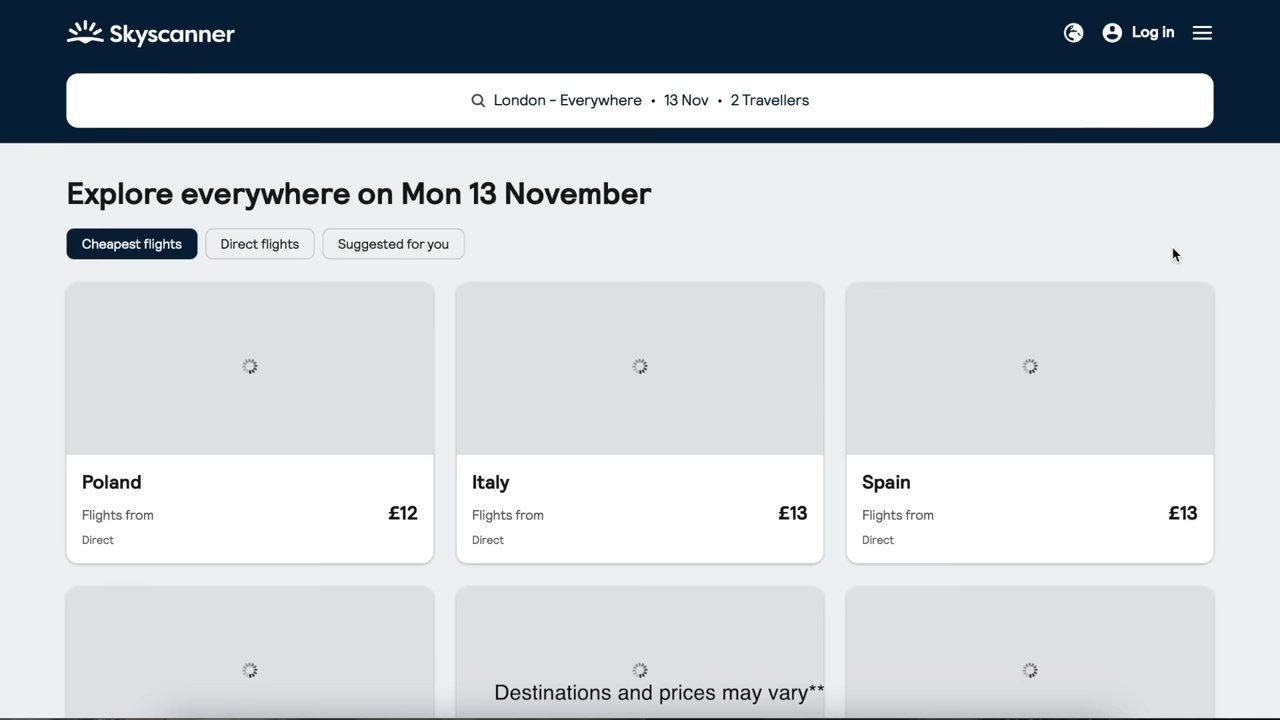 Skyscanner
Log in
London - Everywhere • 13 Nov • 2 Travellers
Explore everywhere on Mon 13 November
Cheapest flights
Direct flights
Suggested for you
Poland
Flights from
£12
Direct
Italy
Flights from
£13
Direct
Spain
Flights from
£13
Direct
Destinations and prices may vary**